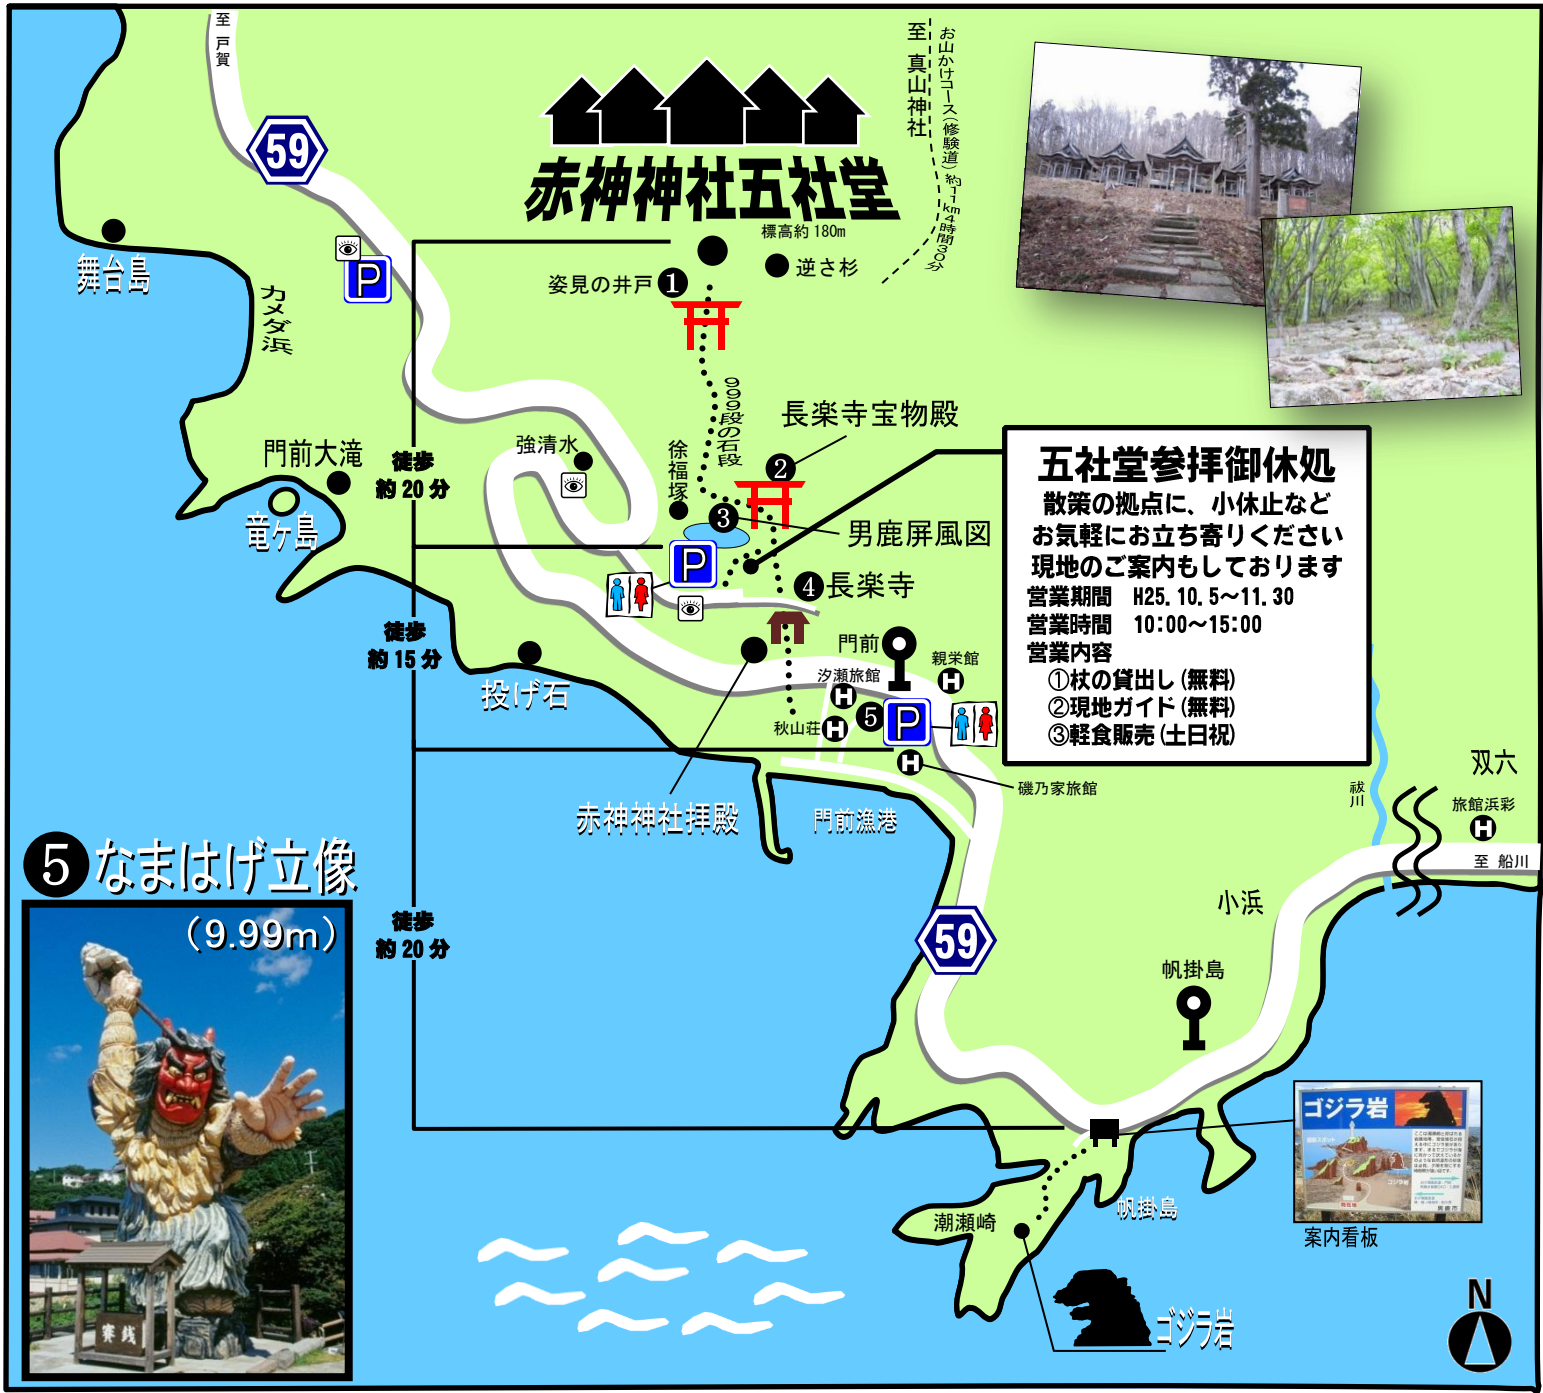 至 戸賀
59
舞台島
カメダ浜
P
赤神神社五社堂
標高約180m
至 真山神社
お山かけコース(修験道)約11km4時間30分
姿見の井戸 1
逆さ杉
999段の石段
長楽寺宝物殿
2
徐福塚
3
男鹿屏風図
強清水
門前大滝
竜ケ島
徒歩
約20分
P
4 長楽寺
五社堂参拝御休処
散策の拠点に、小休止など
お気軽にお立ち寄りください
現地のご案内もしております
営業期間 H25.10.5～11.30
営業時間 10:00～15:00
営業内容
①杖の貸出し(無料)
②現地ガイド(無料)
③軽食販売(土日祝)
徒歩
約15分
投げ石
門前
親栄館
H
汐瀬旅館
H
秋山荘 H
5
P
H
磯乃家旅館
赤神神社拝殿
門前漁港
祓川
双六
旅館浜彩
H
至 船川
小浜
5 なまはげ立像
(9.99m)
賽銭
徒歩
約20分
59
帆掛島
帆掛島
潮瀬崎
ゴジラ岩
ゴジラ岩
案内看板
N